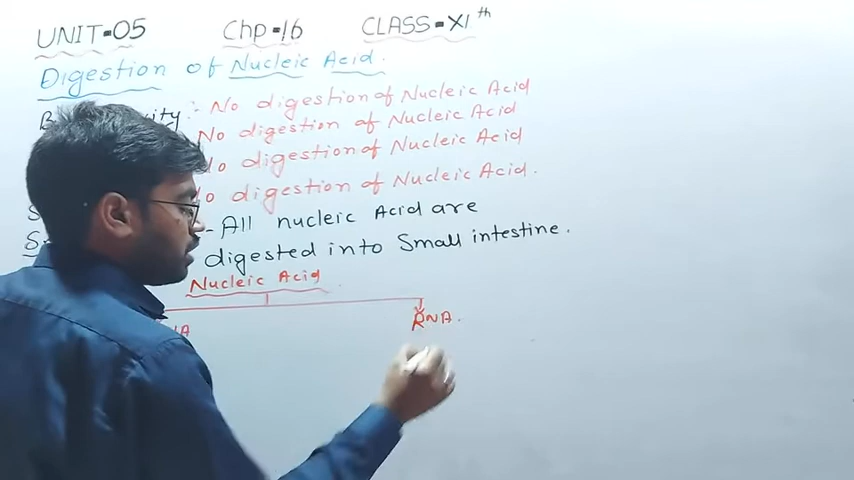 UNIT-05 Chp-16 CLASS-XI th
Digestion of Nucleic Acid.
:- No digestion of Nucleic Acid
No digestion of Nucleic Acid
No digestion of Nucleic Acid
No digestion of Nucleic Acid.
- All nucleic Acid are
digested into Small intestine.
Nucleic Acid
RNA.